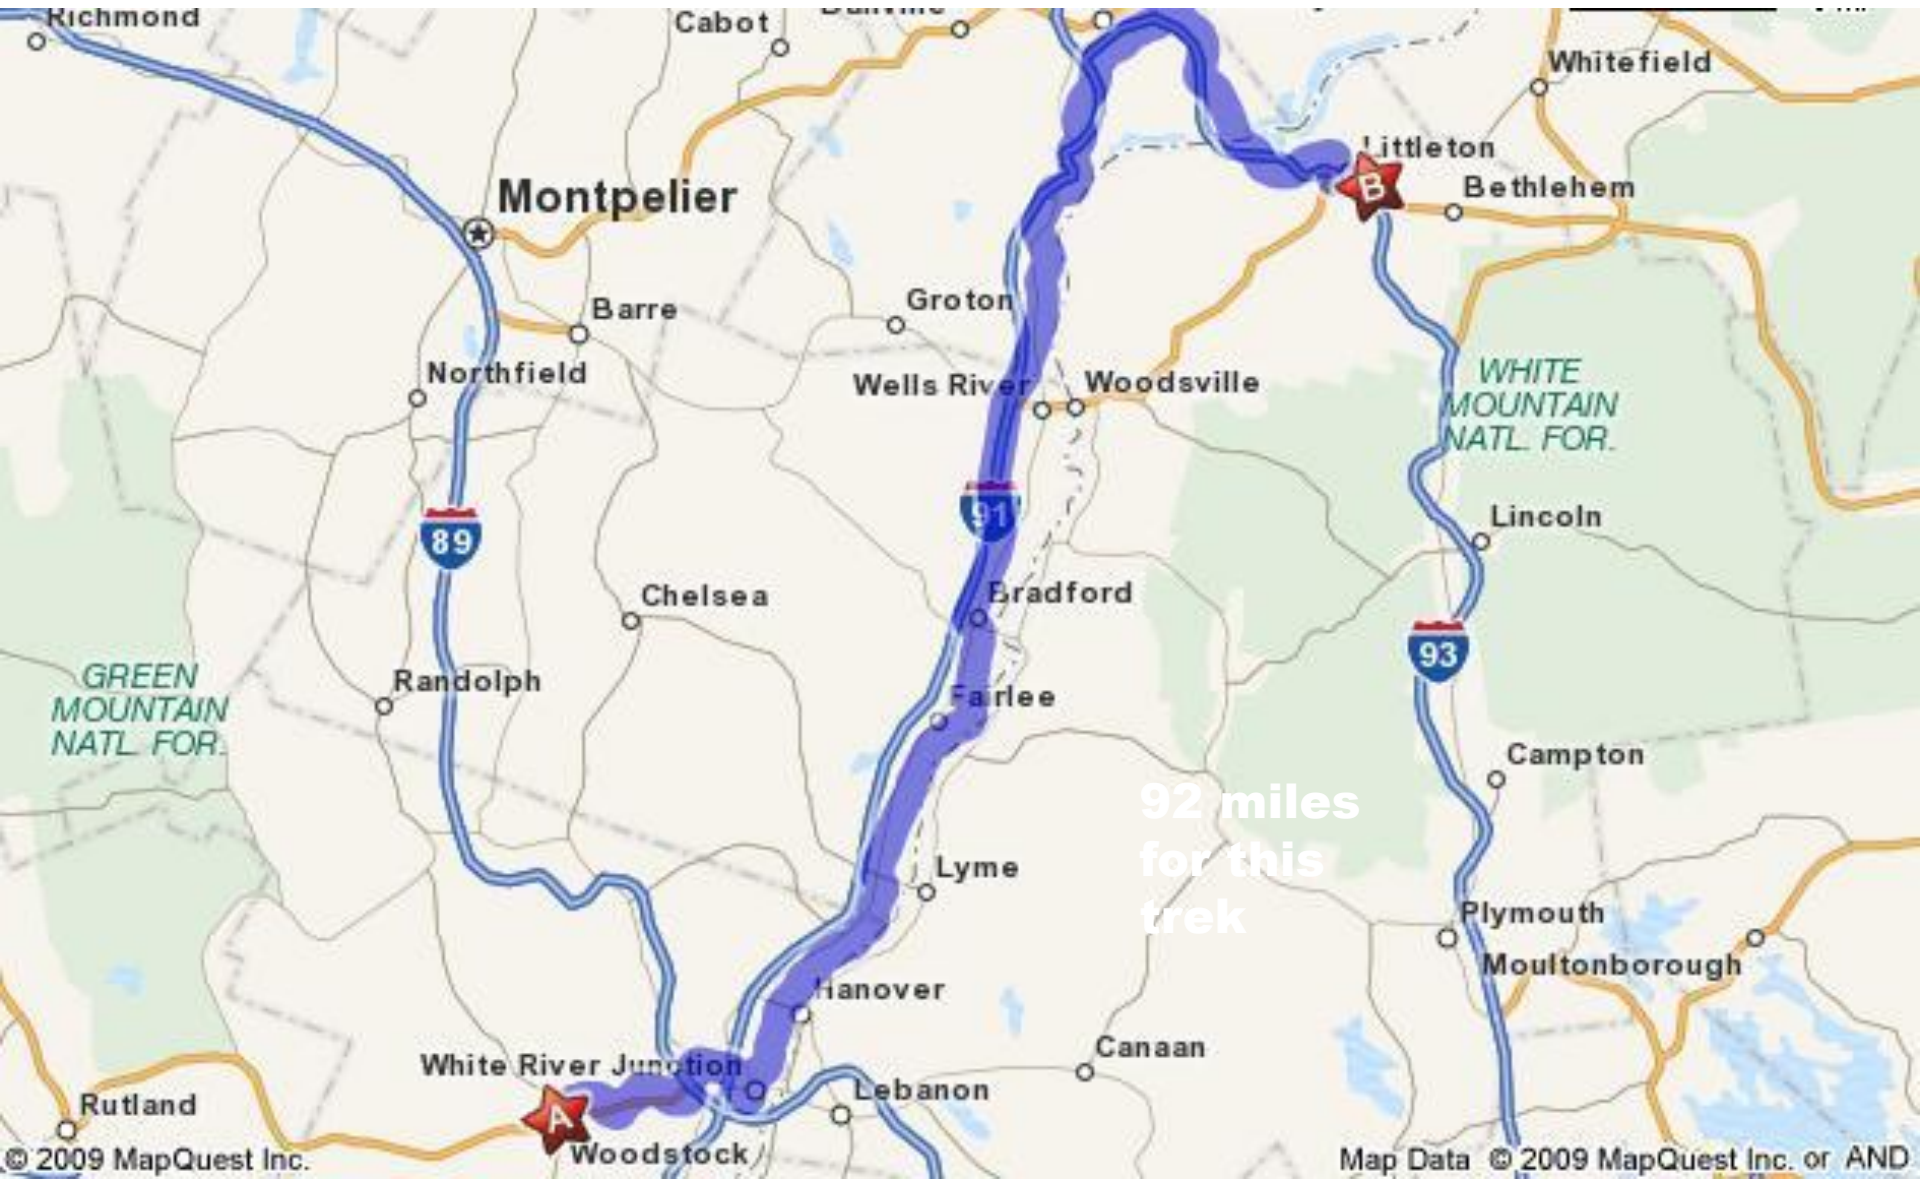 Richmond
Cabot
Danville
Whitefield
Littleton
B
Bethlehem
Montpelier
Barre
Groton
Northfield
Wells River
Woodsville
WHITE
MOUNTAIN
NATL. FOR.
91
89
Lincoln
Bradford
Chelsea
93
GREEN
MOUNTAIN
NATL. FOR.
Randolph
Fairlee
Campton
92 miles
for this
trek
Lyme
Plymouth
Moultonborough
Hanover
White River Junction
Canaan
Lebanon
Rutland
A
Woodstock
© 2009 MapQuest Inc.
Map Data © 2009 MapQuest Inc. or AND